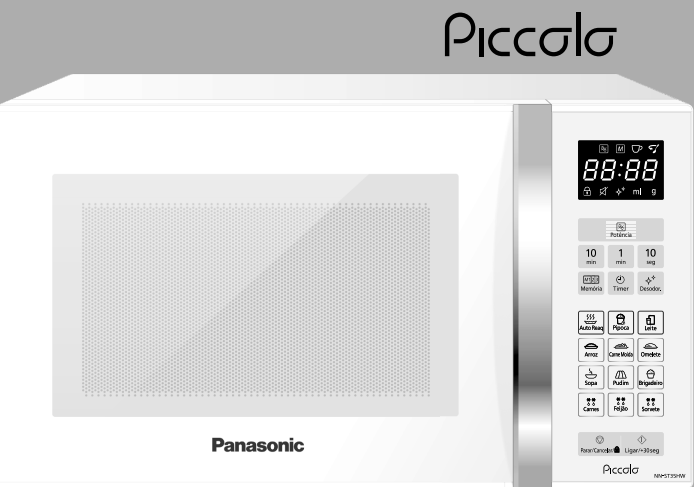 Piccolo
M
88:88
ml g
Potência
10 1 10
min min seg
Memória Timer Desodor.
Auto Reaq Pipoca Leite
Arroz Carne Moída Omelete
Sopa Pudim Brigadeiro
Carnes Feijão Sorvete
Parar/Cancelar/ Ligar/+30seg
Panasonic
Piccolo
NN-ST35HW